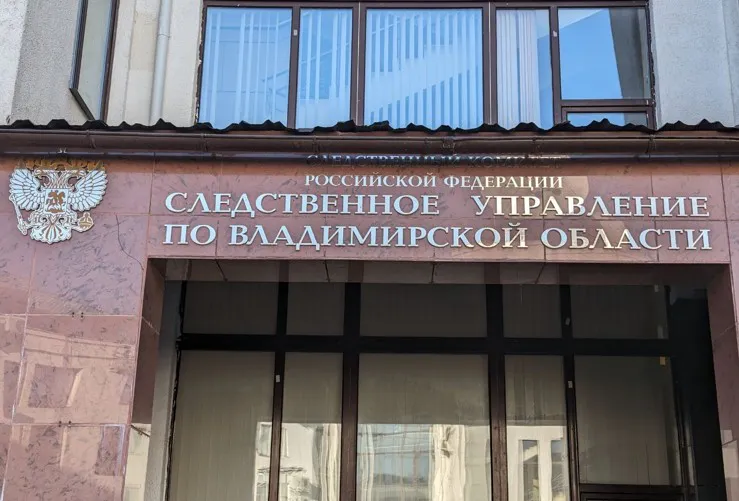 СЛЕДСТВЕННЫЙ КОМИТЕТ
РОССИЙСКОЙ ФЕДЕРАЦИИ
СЛЕДСТВЕННОЕ УПРАВЛЕНИЕ
ПО ВЛАДИМИРСКОЙ ОБЛАСТИ